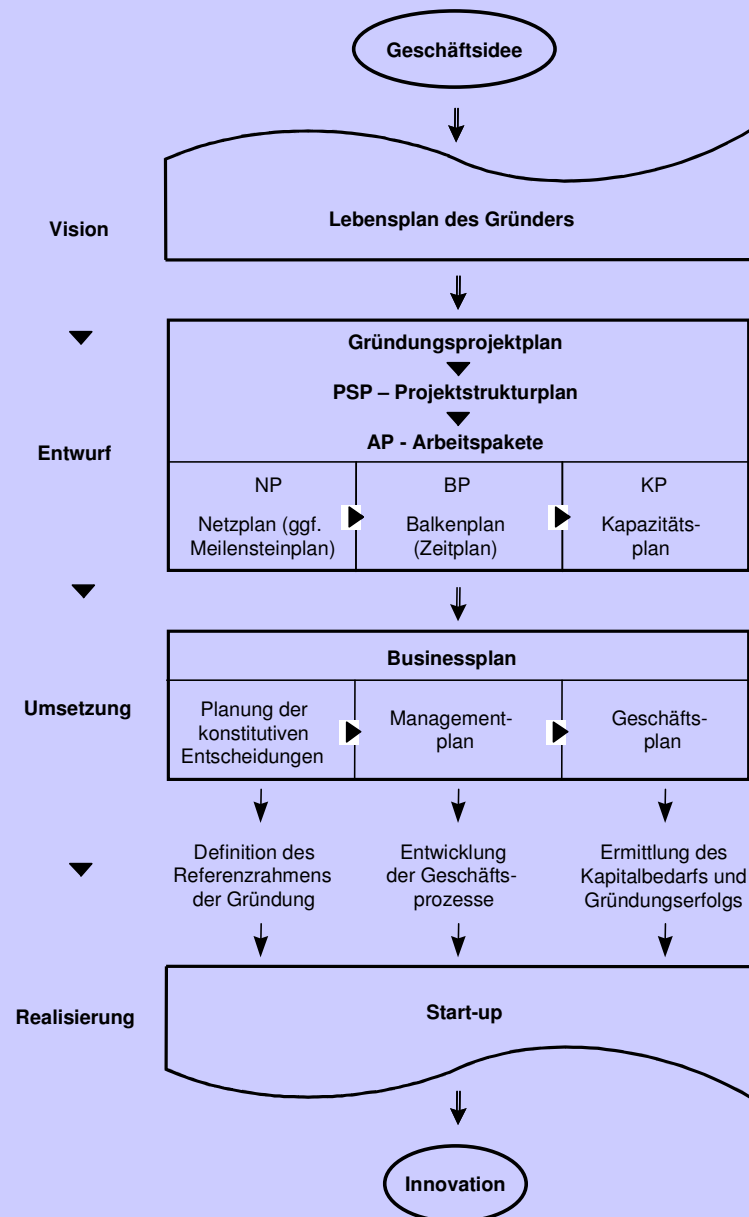 Geschäftsidee
Vision
Lebensplan des Gründers
Entwurf
Gründungsprojektplan
PSP – Projektstrukturplan
AP - Arbeitspakete
NP
Netzplan (ggf.
Meilensteinplan)
BP
Balkenplan
(Zeitplan)
KP
Kapazitäts-
plan
Umsetzung
Businessplan
Planung der
konstitutiven
Entscheidungen
Management-
plan
Geschäfts-
plan
Definition des
Referenzrahmens
der Gründung
Entwicklung
der Geschäfts-
prozesse
Ermittlung des
Kapitalbedarfs und
Gründungserfolgs
Realisierung
Start-up
Innovation